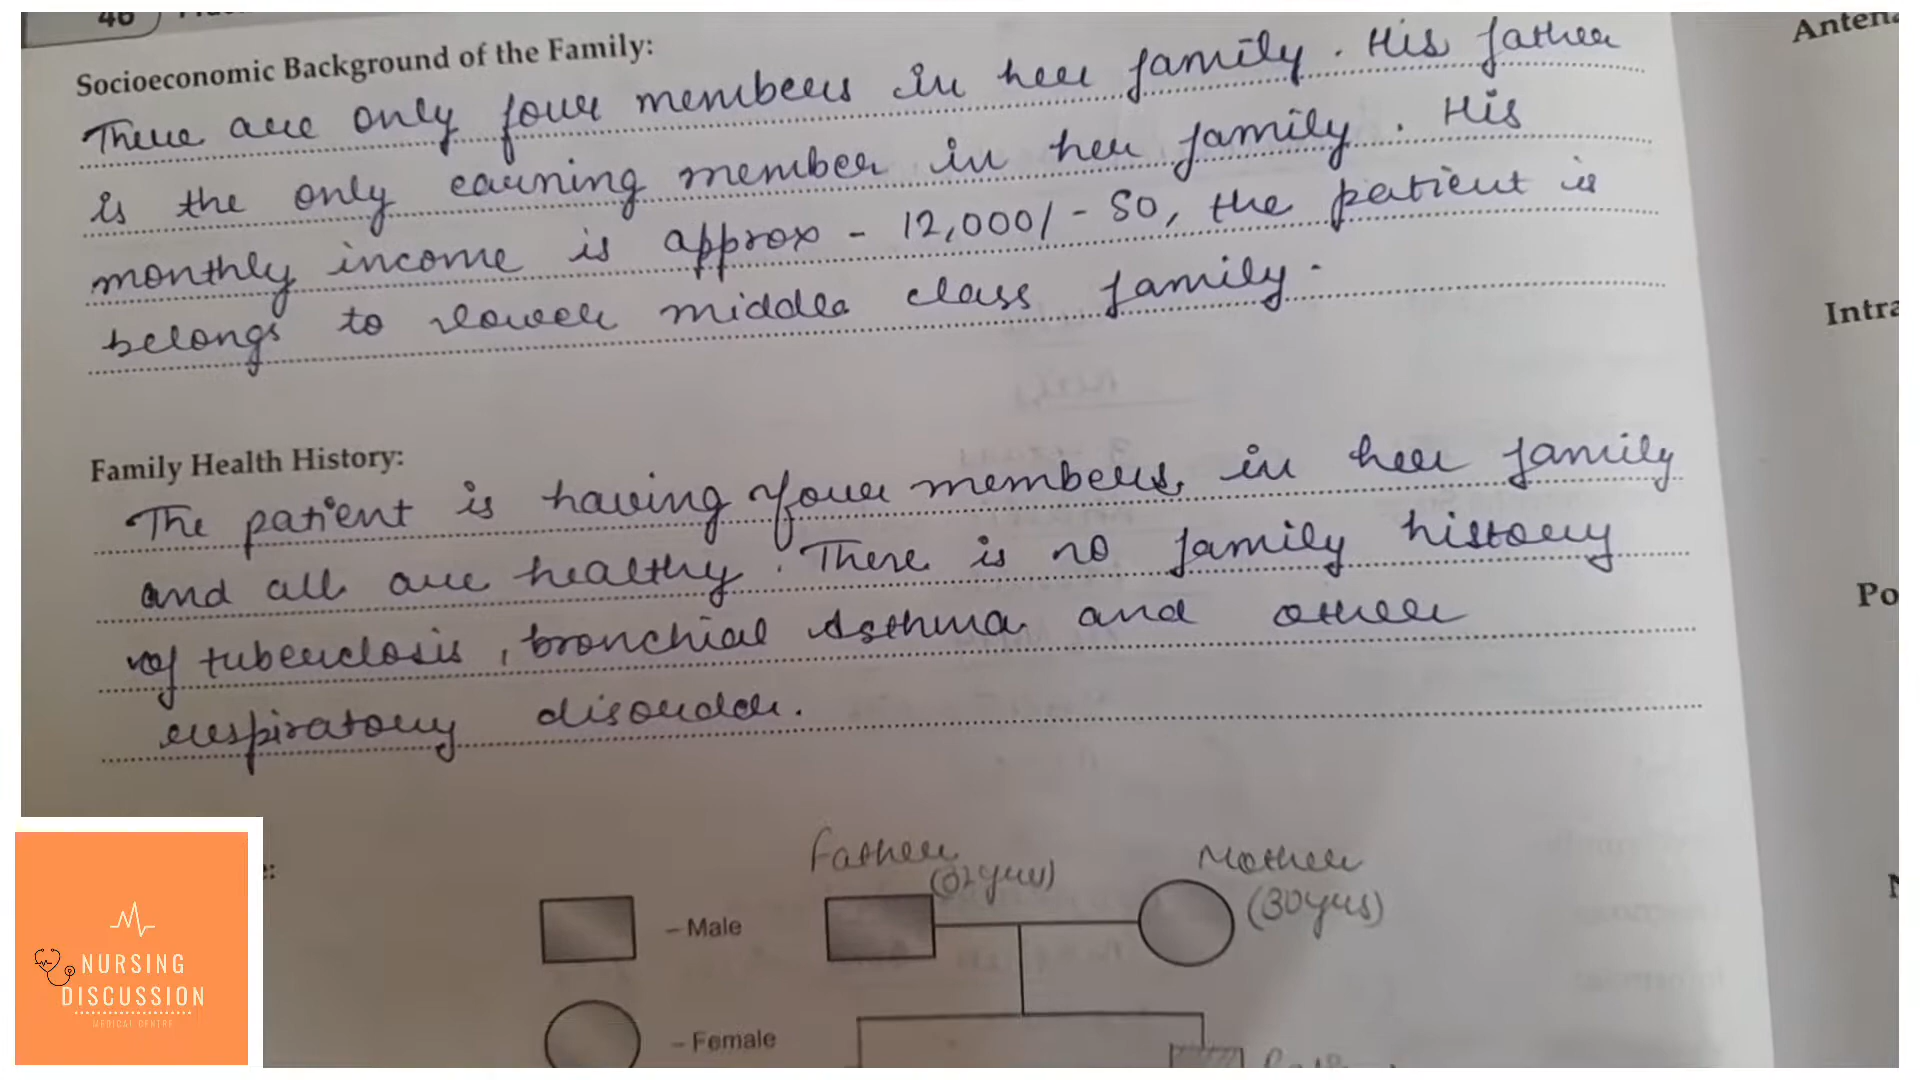 46
Socioeconomic Background of the Family:
There are only four members in her family. His father
is the only earning member in her family. His
monthly income is approx - 12,000/- SO, the patient is
belongs to lower middle class family.
Family Health History:
The patient is having four members in her family
and all are healthy. There is no family history
of tuberclosis, bronchial Asthma and other
respiratory disorder.
Father
Mother
(30yrs)
- Male
- Female
Intra
Po
NURSING
DISCUSSION
MEDICAL CENTRE